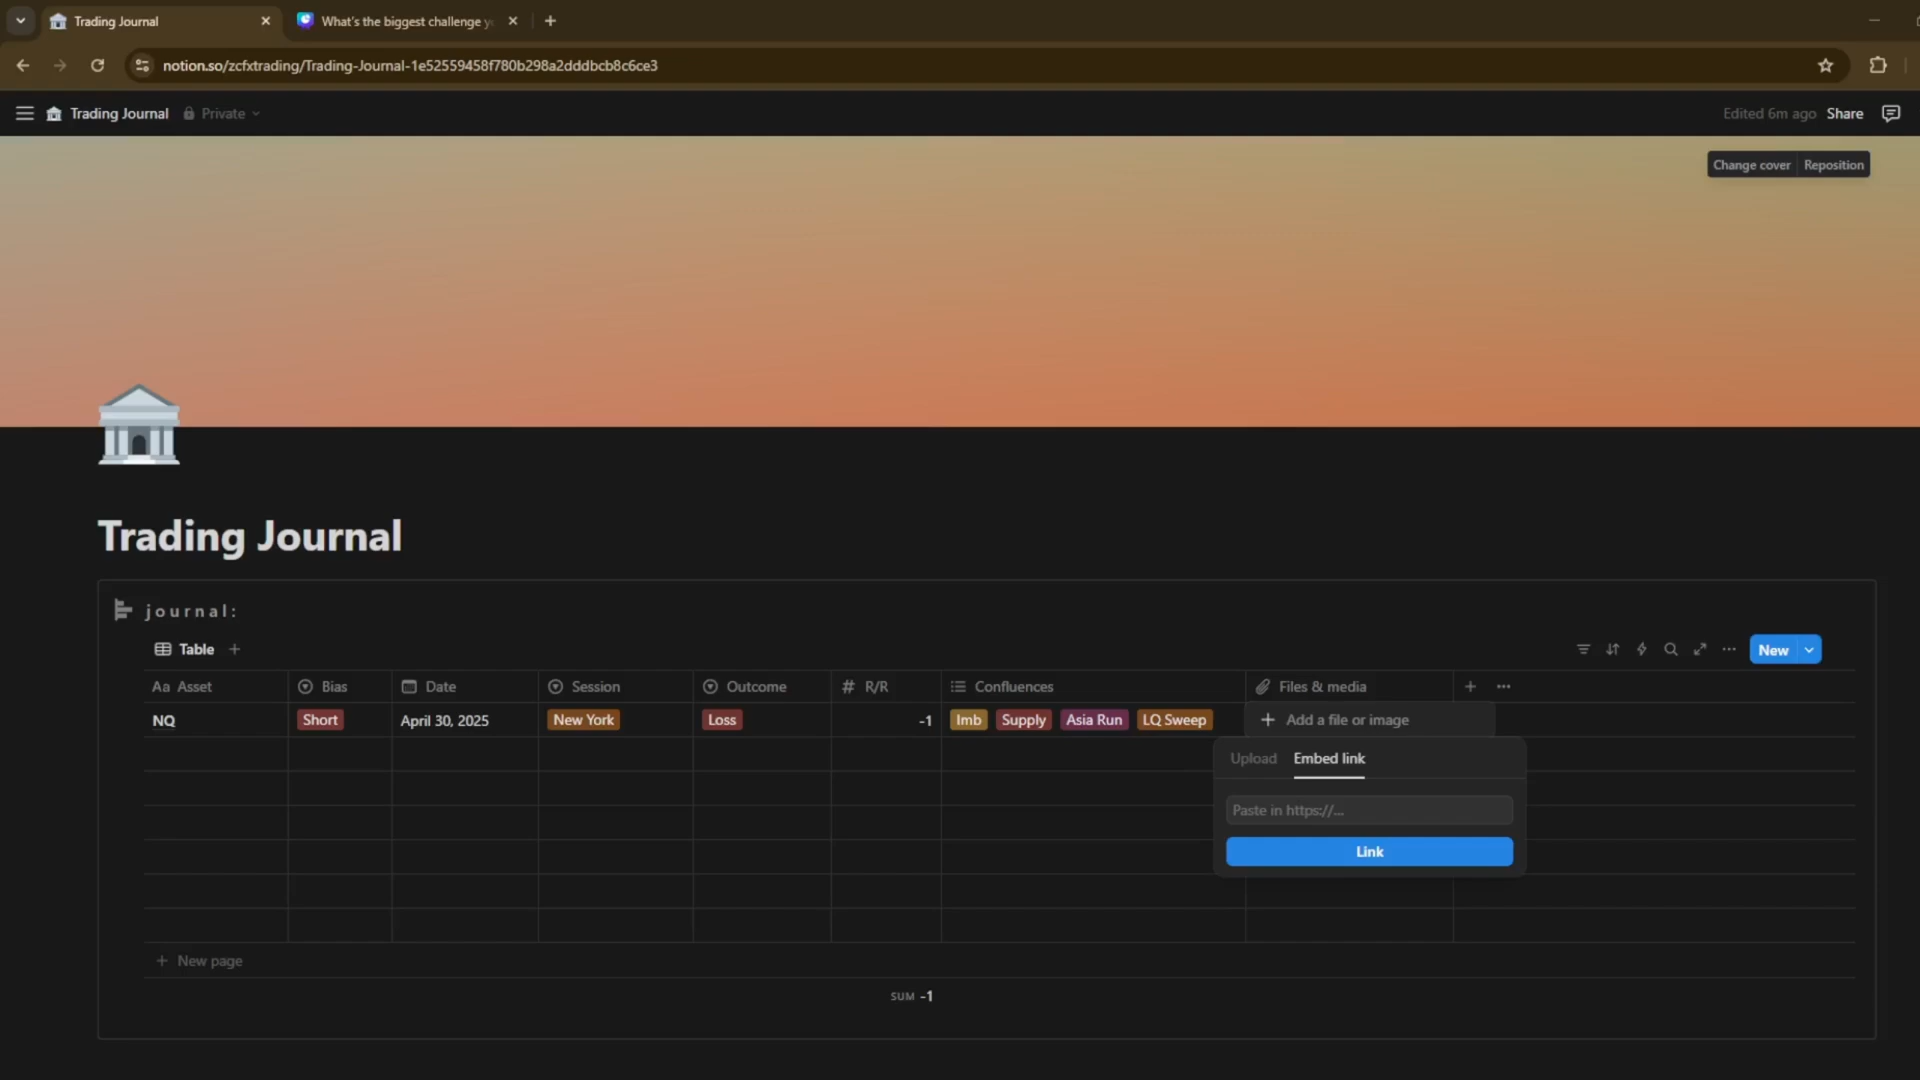 Trading Journal
What's the biggest challenge y
notion.so/zcfxtrading/Trading-Journal-1e52559458f780b298a2dddbcb8c6ce3
Trading Journal Private
Edited 6m ago Share
Change cover Reposition
Trading Journal
journal:
Table
New
Aa Asset Bias Date Session Outcome # R/R Confluences Files & media
NQ Short April 30, 2025 New York Loss -1 Imb Supply Asia Run LQ Sweep + Add a file or image
Upload Embed link
Paste in https://...
Link
+ New page
SUM -1